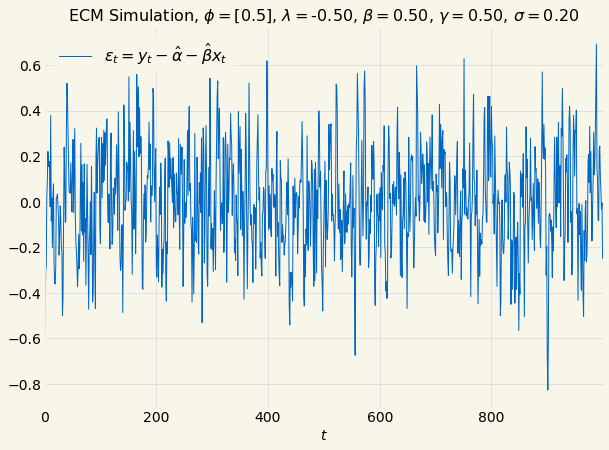 ECM Simulation, ϕ = [0.5], λ = -0.50, β = 0.50, γ = 0.50, σ = 0.20
εₜ = yₜ − α̂ − β̂xₜ
0.6
0.4
0.2
0.0
−0.2
−0.4
−0.6
−0.8
0 200 400 600 800
t